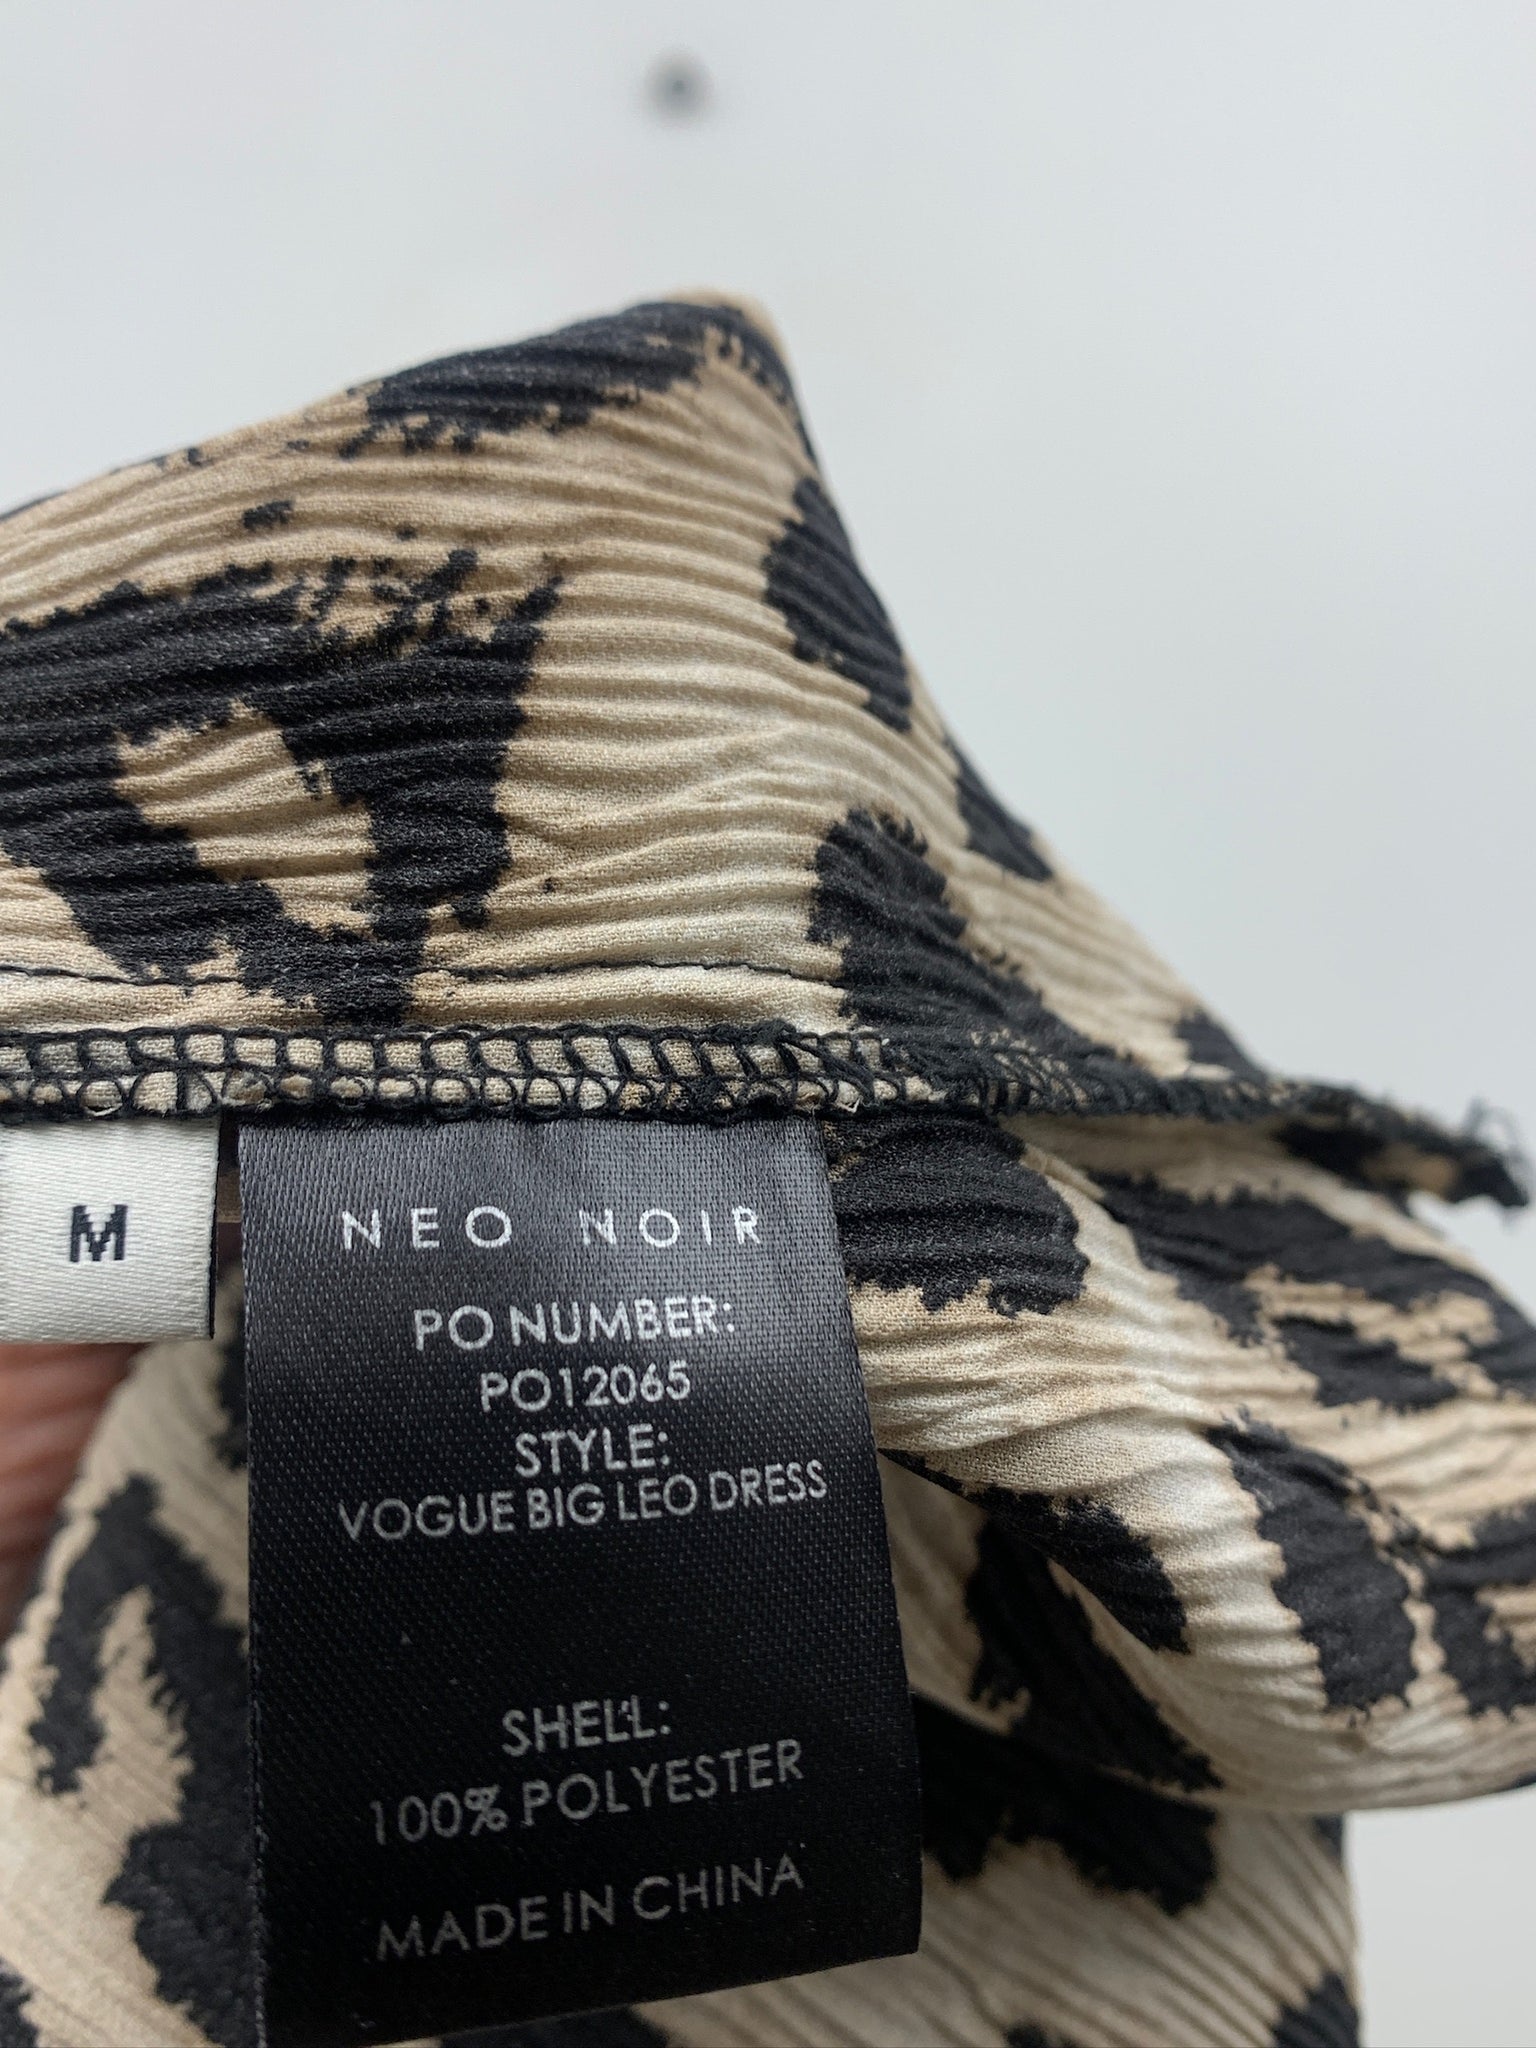 M
NEO NOIR
PO NUMBER:
PO12065
STYLE:
VOGUE BIG LEO DRESS
SHELL:
100% POLYESTER
MADE IN CHINA